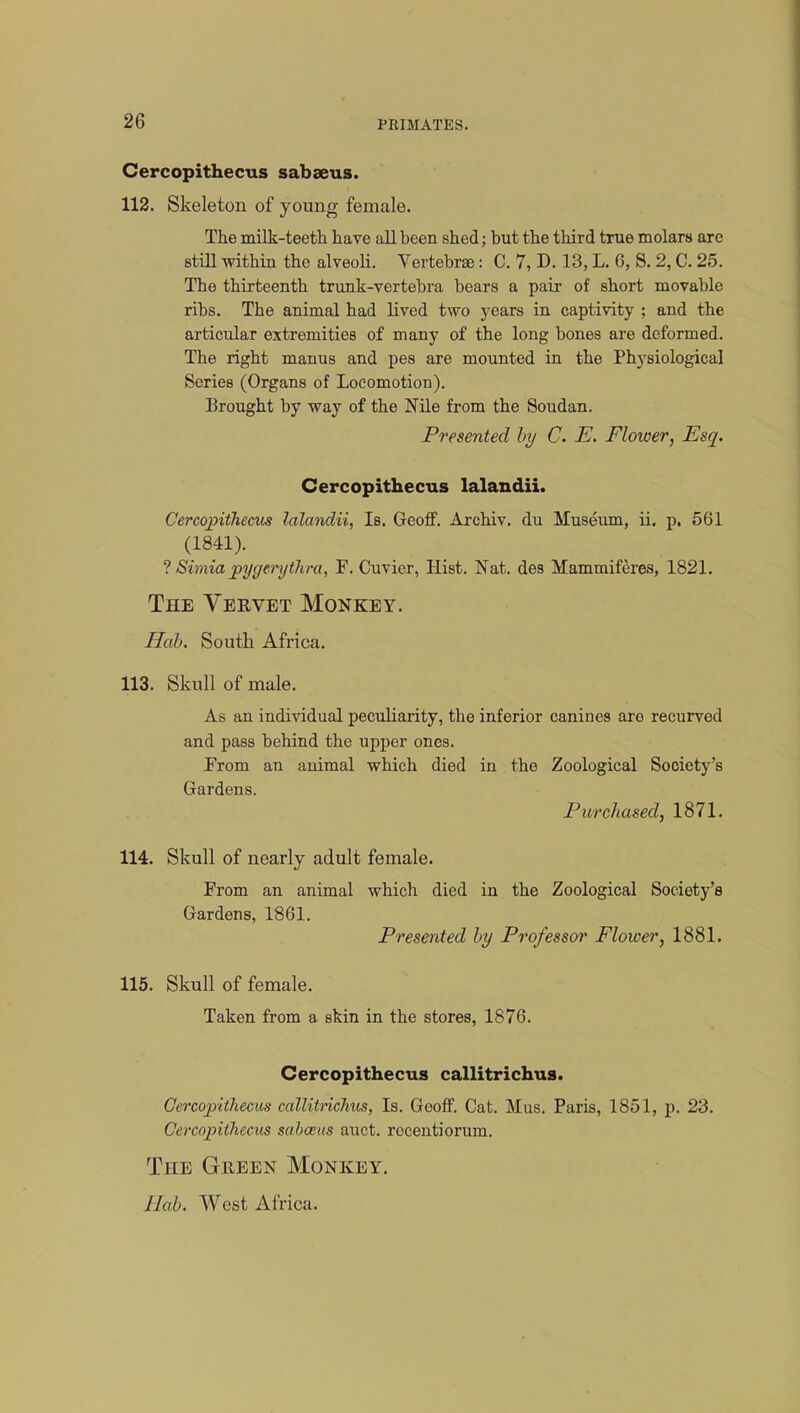 26 PRIMATES.
Cercopithecus sabæus.
112. Skeleton of young female.
The milk-teeth have all been shed; but the third true molars are
still within the alveoli. Vertebræ: C. 7, D. 13, L. 6, S. 2, C. 25.
The thirteenth trunk-vertebra bears a pair of short movable
ribs. The animal had lived two years in captivity ; and the
articular extremities of many of the long bones are deformed.
The right manus and pes are mounted in the Physiological
Series (Organs of Locomotion).
Brought by way of the Nile from the Soudan.
Presented by C. E. Flower, Esq.
Cercopithecus lalandii.
Cercopithecus lalandii, Is. Geoff. Archiv. du Muséum, ii. p. 561
(1841).
? Simia pygerythra, F. Cuvier, Hist. Nat. des Mammifères, 1821.
THE VERVET MONKEY.
Hab. South Africa.
113. Skull of male.
As an individual peculiarity, the inferior canines are recurved
and pass behind the upper ones.
From an animal which died in the Zoological Society's
Gardens.
Purchased, 1871.
114. Skull of nearly adult female.
From an animal which died in the Zoological Society's
Gardens, 1861.
Presented by Professor Flower, 1881.
115. Skull of female.
Taken from a skin in the stores, 1876.
Cercopithecus callitrichus.
Cercopithecus callitrichus, Is. Geoff. Cat. Mus. Paris, 1851, p. 23.
Cercopithecus sabæus auct. recentiorum.
THE GREEN MONKEY.
Hab. West Africa.